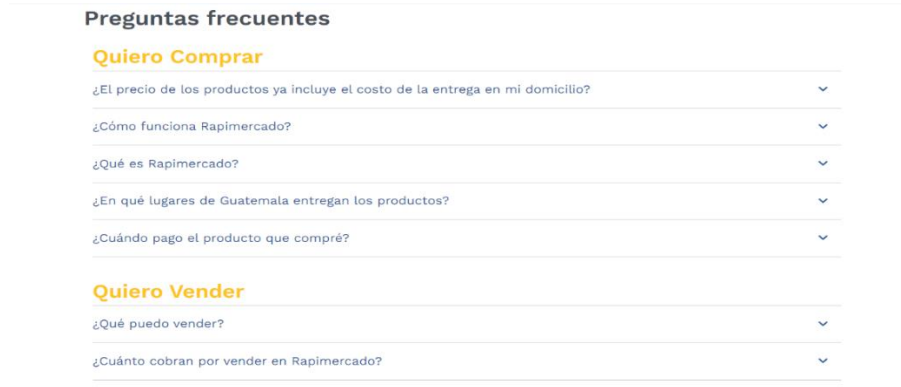 Preguntas frecuentes
Quiero Comprar
¿El precio de los productos ya incluye el costo de la entrega en mi domicilio?
¿Cómo funciona Rapimercado?
¿Qué es Rapimercado?
¿En qué lugares de Guatemala entregan los productos?
¿Cuándo pago el producto que compré?
Quiero Vender
¿Qué puedo vender?
¿Cuánto cobran por vender en Rapimercado?